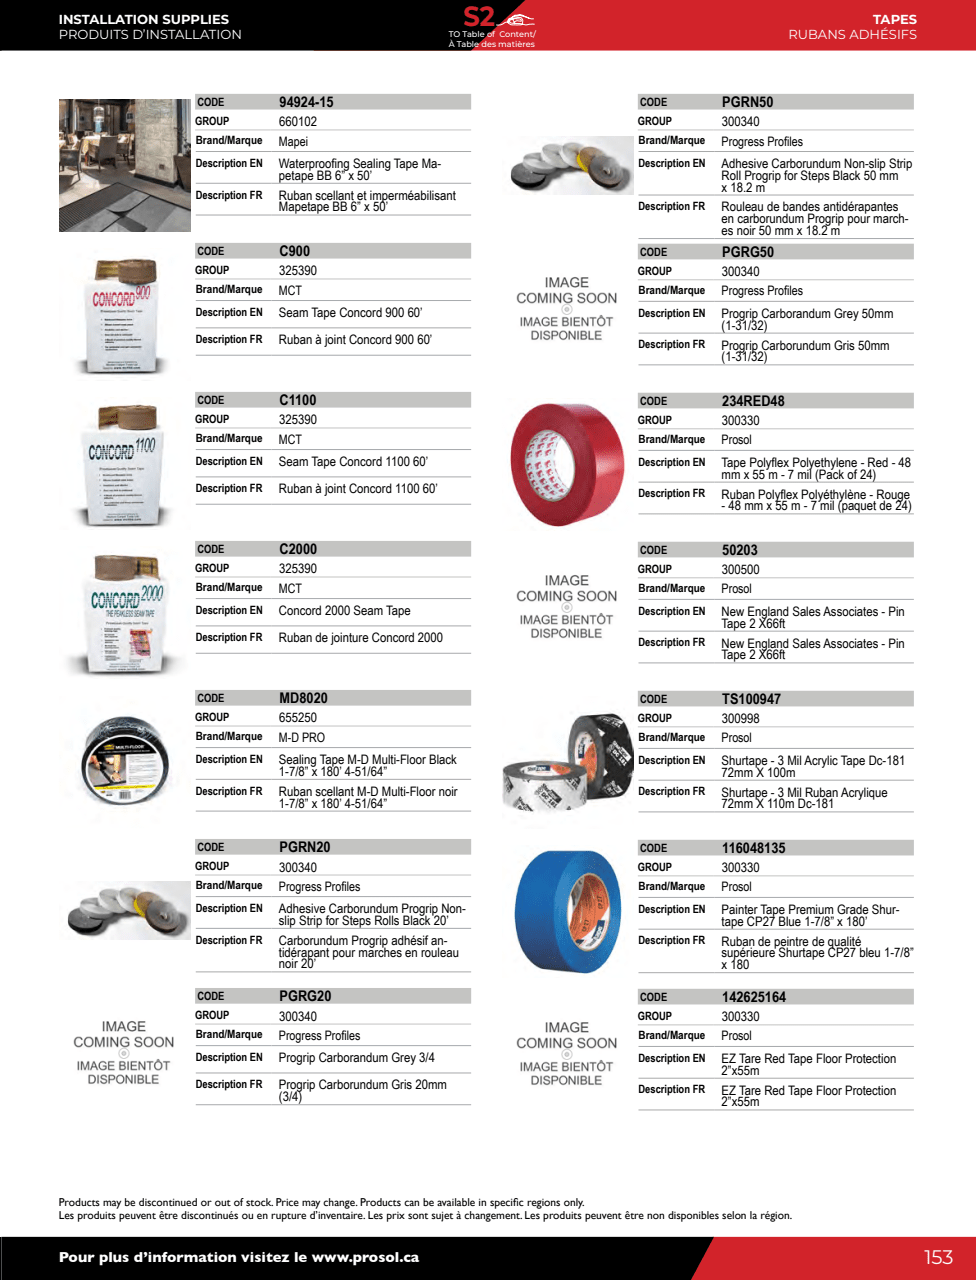 INSTALLATION SUPPLIES
PRODUITS D'INSTALLATION
S2
TO Table of Content/
À Table des matières
TAPES
RUBANS ADHÉSIFS
CODE 94924-15
GROUP 660102
Brand/Marque Mapei
Description EN Waterproofing Sealing Tape Ma-
petape BB 6” x 50’
Description FR Ruban scellant et imperméabilisant
Mapetape BB 6” x 50’
CONCORD 900
CODE C900
GROUP 325390
Brand/Marque MCT
Description EN Seam Tape Concord 900 60’
Description FR Ruban à joint Concord 900 60’
CONCORD 1100
CODE C1100
GROUP 325390
Brand/Marque MCT
Description EN Seam Tape Concord 1100 60’
Description FR Ruban à joint Concord 1100 60’
CONCORD 2000
THE PEAKLESS SEAM TAPE
CODE C2000
GROUP 325390
Brand/Marque MCT
Description EN Concord 2000 Seam Tape
Description FR Ruban de jointure Concord 2000
MULTI-FLOOR
CODE MD8020
GROUP 655250
Brand/Marque M-D PRO
Description EN Sealing Tape M-D Multi-Floor Black
1-7/8” x 180’ 4-51/64”
Description FR Ruban scellant M-D Multi-Floor noir
1-7/8” x 180’ 4-51/64”
CODE PGRN20
GROUP 300340
Brand/Marque Progress Profiles
Description EN Adhesive Carborundum Progrip Non-
slip Strip for Steps Rolls Black 20’
Description FR Carborundum Progrip adhésif an-
tidérapant pour marches en rouleau
noir 20’
IMAGE
COMING SOON
IMAGE BIENTÔT
DISPONIBLE
CODE PGRG20
GROUP 300340
Brand/Marque Progress Profiles
Description EN Progrip Carborandum Grey 3/4
Description FR Progrip Carborundum Gris 20mm
(3/4)
CODE PGRN50
GROUP 300340
Brand/Marque Progress Profiles
Description EN Adhesive Carborundum Non-slip Strip
Roll Progrip for Steps Black 50 mm
x 18.2 m
Description FR Rouleau de bandes antidérapantes
en carborundum Progrip pour march-
es noir 50 mm x 18.2 m
IMAGE
COMING SOON
IMAGE BIENTÔT
DISPONIBLE
CODE PGRG50
GROUP 300340
Brand/Marque Progress Profiles
Description EN Progrip Carborandum Grey 50mm
(1-31/32)
Description FR Progrip Carborundum Gris 50mm
(1-31/32)
CODE 234RED48
GROUP 300330
Brand/Marque Prosol
Description EN Tape Polyflex Polyethylene - Red - 48
mm x 55 m - 7 mil (Pack of 24)
Description FR Ruban Polyflex Polyéthylène - Rouge
- 48 mm x 55 m - 7 mil (paquet de 24)
IMAGE
COMING SOON
IMAGE BIENTÔT
DISPONIBLE
CODE 50203
GROUP 300500
Brand/Marque Prosol
Description EN New England Sales Associates - Pin
Tape 2 X66ft
Description FR New England Sales Associates - Pin
Tape 2 X66ft
CODE TS100947
GROUP 300998
Brand/Marque Prosol
Description EN Shurtape - 3 Mil Acrylic Tape Dc-181
72mm X 100m
Description FR Shurtape - 3 Mil Ruban Acrylique
72mm X 110m Dc-181
CODE 116048135
GROUP 300330
Brand/Marque Prosol
Description EN Painter Tape Premium Grade Shur-
tape CP27 Blue 1-7/8” x 180’
Description FR Ruban de peintre de qualité
supérieure Shurtape CP27 bleu 1-7/8”
x 180
IMAGE
COMING SOON
IMAGE BIENTÔT
DISPONIBLE
CODE 142625164
GROUP 300330
Brand/Marque Prosol
Description EN EZ Tare Red Tape Floor Protection
2”x55m
Description FR EZ Tare Red Tape Floor Protection
2”x55m
Products may be discontinued or out of stock. Price may change. Products can be available in specific regions only.
Les produits peuvent être discontinués ou en rupture d’inventaire. Les prix sont sujet à changement. Les produits peuvent être non disponibles selon la région.
Pour plus d’information visitez le www.prosol.ca
153